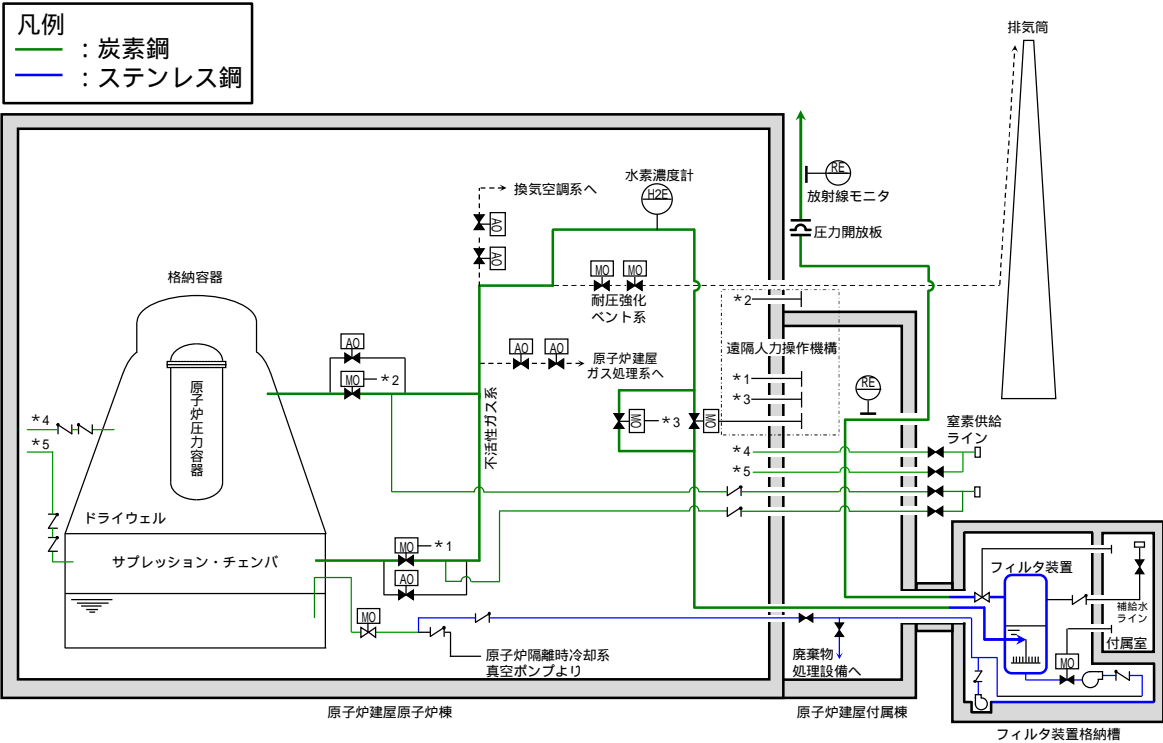 凡例
：炭素鋼
：ステンレス鋼
排気筒
RE
放射線モニタ
圧力開放板
水素濃度計
H2E
換気空調系へ
AO
AO
MO
MO
耐圧強化
ベント系
格納容器
原子炉圧力容器
AO
MO
*2
AO
AO
原子炉建屋
ガス処理系へ
不活性ガス系
*2
遠隔人力操作機構
*1
*3
MO
*3
MO
RE
*4
*5
*4
*5
窒素供給
ライン
ドライウェル
サプレッション・チェンバ
MO
*1
AO
MO
原子炉隔離時冷却系
真空ポンプより
廃棄物
処理設備へ
フィルタ装置
補給水
ライン
付属室
MO
原子炉建屋原子炉棟
原子炉建屋付属棟
フィルタ装置格納槽